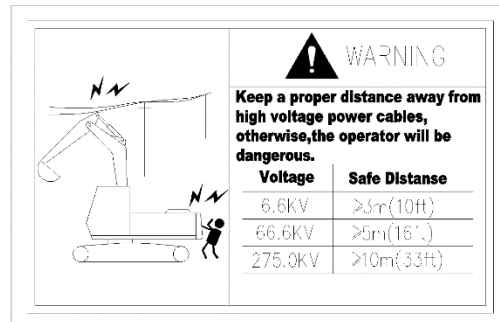 WARNING
Keep a proper distance away from
high voltage power cables,
otherwise,the operator will be
dangerous.
Voltage Safe Distanse
6.6KV ≥3m(10ft)
66.6KV ≥5m(16
275.0KV ≥10m(33ft)